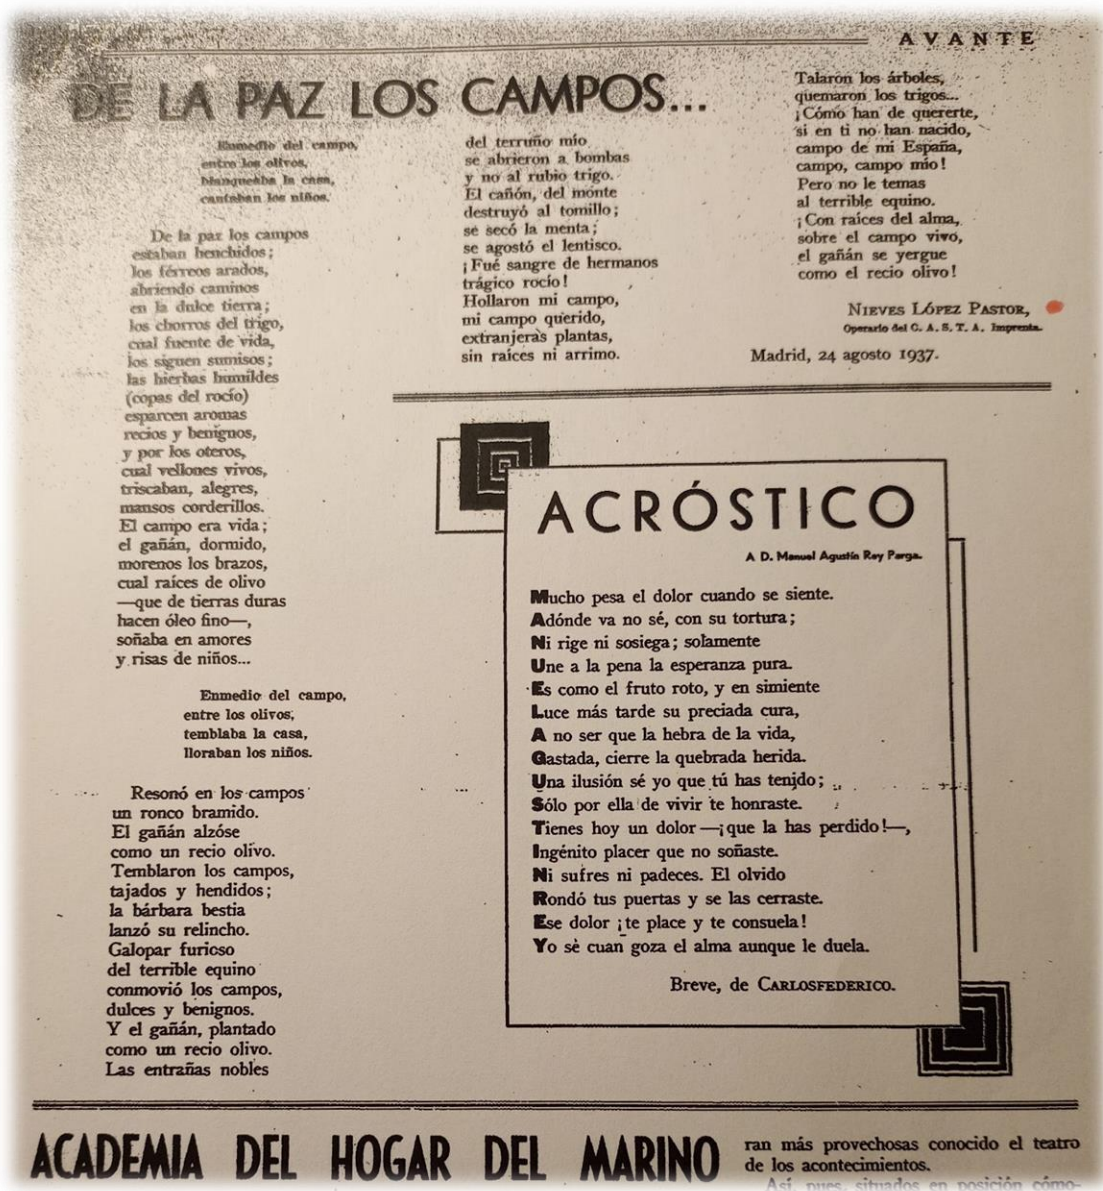 AVANTE
DE LA PAZ LOS CAMPOS...
Enmedio del campo,
entre los olivos,
blanqueaba la casa,
cantaban los niños.
De la paz los campos
estaban henchidos;
los férreos arados,
abriendo caminos
en la dulce tierra;
los chorros del trigo,
cual fuente de vida,
los siguen sumisos;
las hierbas humildes
(copas del rocío)
esparcen aromas
recios y benignos,
y por los oteros,
cual vellones vivos,
triscaban, alegres,
mansos corderillos.
El campo era vida;
el gañán, dormido,
morenos los brazos,
cual raíces de olivo
—que de tierras duras
hacen óleo fino—,
soñaba en amores
y risas de niños...
Enmedio del campo,
entre los olivos,
temblaba la casa,
lloraban los niños.
Resonó en los campos
un ronco bramido.
El gañán alzóse
como un recio olivo.
Temblaron los campos,
tajados y hendidos;
la bárbara bestia
lanzó su relincho.
Galopar furioso
del terrible equino
conmovió los campos,
dulces y benignos.
Y el gañán, plantado
como un recio olivo.
Las entrañas nobles
del terruño mío
se abrieron a bombas
y no al rubio trigo.
El cañón, del monte
destruyó al tomillo;
se secó la menta;
se agostó el lentisco.
¡Fué sangre de hermanos
trágico rocío!
Hollaron mi campo,
mi campo querido,
extranjeras plantas,
sin raíces ni arrimo.
Talaron los árboles,
quemaron los trigos...
¡Cómo han de quererte,
si en ti no han nacido,
campo de mi España,
campo, campo mío!
Pero no le temas
al terrible equino.
¡Con raíces del alma,
sobre el campo vivo,
el gañán se yergue
como el recio olivo!
NIEVES LÓPEZ PASTOR,
Operario del C. A. S. T. A. Imprenta.
Madrid, 24 agosto 1937.
ACRÓSTICO
A D. Manuel Agustín Rey Parga.
Mucho pesa el dolor cuando se siente.
Adónde va no sé, con su tortura;
Ni rige ni sosiega; solamente
Une a la pena la esperanza pura.
Es como el fruto roto, y en simiente
Luce más tarde su preciada cura,
A no ser que la hebra de la vida,
Gastada, cierre la quebrada herida.
Una ilusión sé yo que tú has tenido;
Sólo por ella de vivir te honraste.
Tienes hoy un dolor —¡que la has perdido!—,
Ingénito placer que no soñaste.
Ni sufres ni padeces. El olvido
Rondó tus puertas y se las cerraste.
Ese dolor ¡te place y te consuela!
Yo sè cuan goza el alma aunque le duela.
Breve, de CARLOSFEDERICO.
ACADEMIA DEL HOGAR DEL MARINO
ran más provechosas conocido el teatro
de los acontecimientos.
Así, pues, situados en posición cómo-